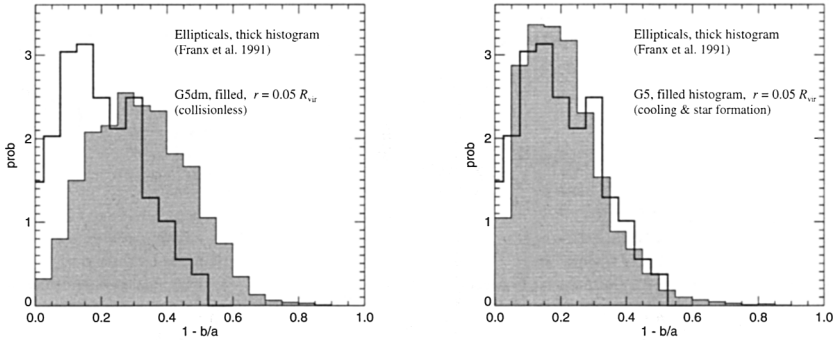 Ellipticals, thick histogram
(Franx et al. 1991)
G5dm, filled, r = 0.05 Rvir
(collisionless)
prob
3
2
1
0
0.0 0.2 0.4 0.6 0.8 1.0
1 - b/a
Ellipticals, thick histogram
(Franx et al. 1991)
G5, filled histogram, r = 0.05 Rvir
(cooling & star formation)
prob
3
2
1
0
0.0 0.2 0.4 0.6 0.8 1.0
1 - b/a